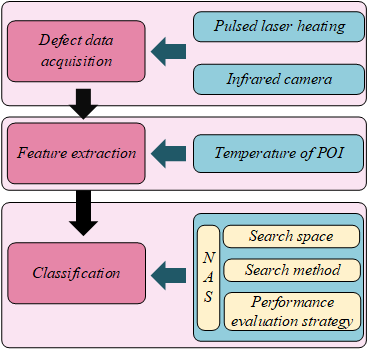 Defect data
acquisition
Pulsed laser heating
Infrared camera
Feature extraction
Temperature of POI
Classification
N
A
S
Search space
Search method
Performance
evaluation strategy